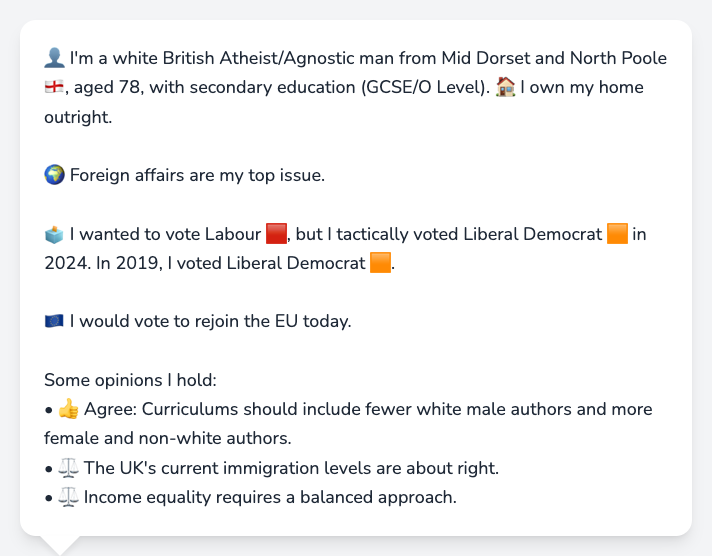 👤 I'm a white British Atheist/Agnostic man from Mid Dorset and North Poole
🏴󠁧󠁢󠁥󠁮󠁧󠁿, aged 78, with secondary education (GCSE/O Level). 🏠 I own my home
outright.
🌍 Foreign affairs are my top issue.
🗳️ I wanted to vote Labour 🟥, but I tactically voted Liberal Democrat 🟧 in
2024. In 2019, I voted Liberal Democrat 🟧.
🇪🇺 I would vote to rejoin the EU today.
Some opinions I hold:
• 👍 Agree: Curriculums should include fewer white male authors and more
female and non-white authors.
• ⚖️ The UK's current immigration levels are about right.
• ⚖️ Income equality requires a balanced approach.